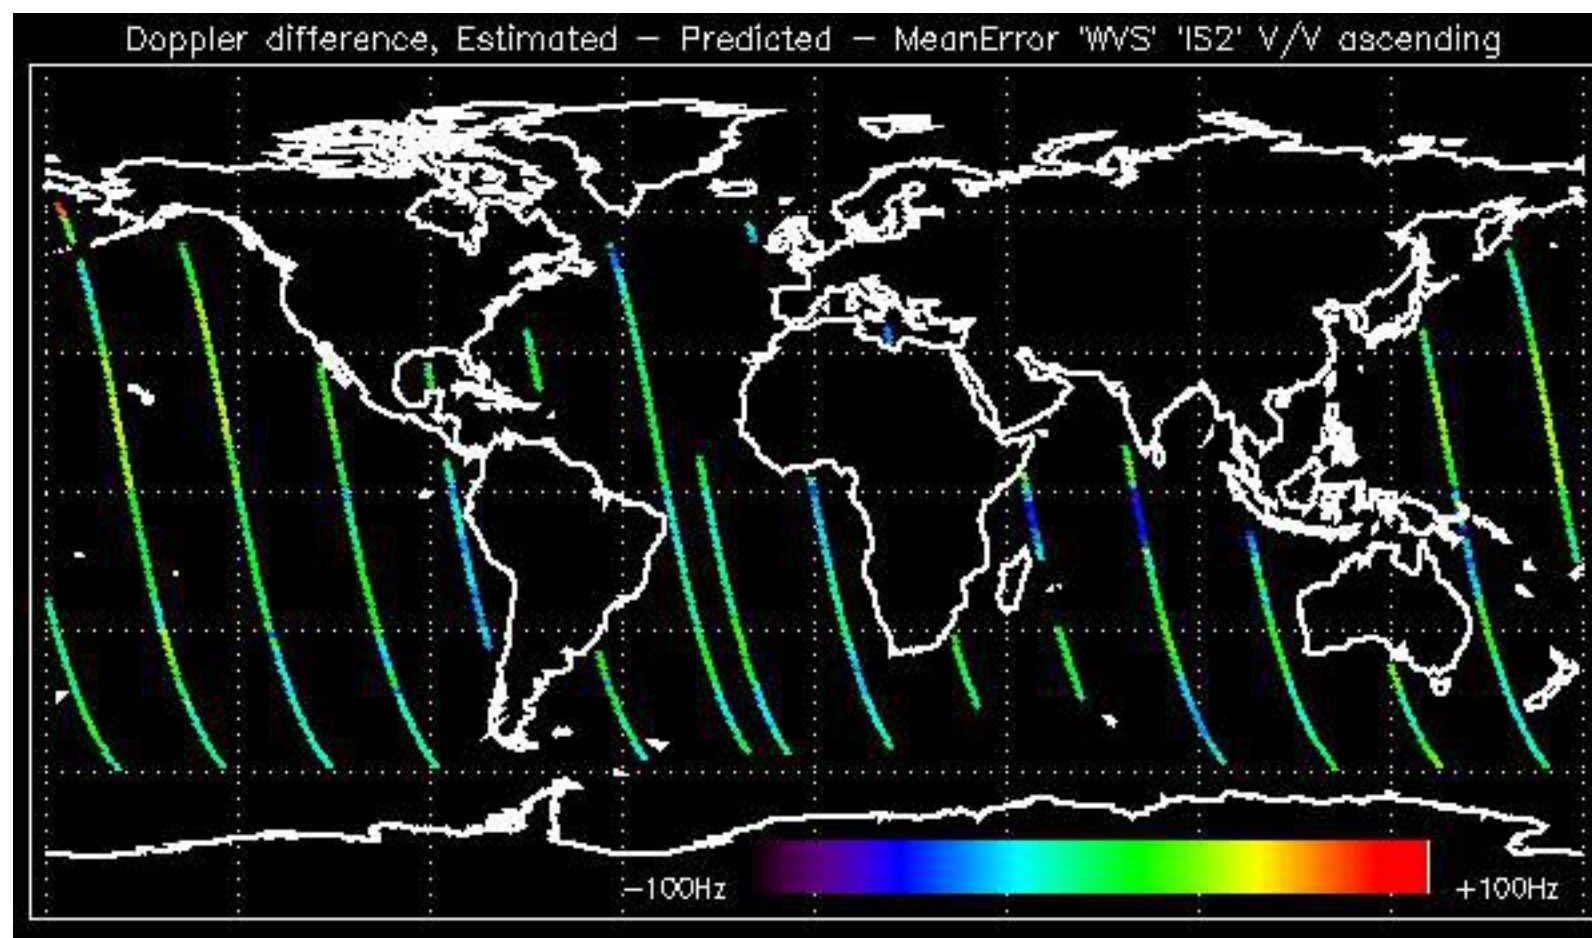 Doppler difference, Estimated — Predicted — MeanError 'WVS' 'IS2' V/V ascending
−100Hz
+100Hz